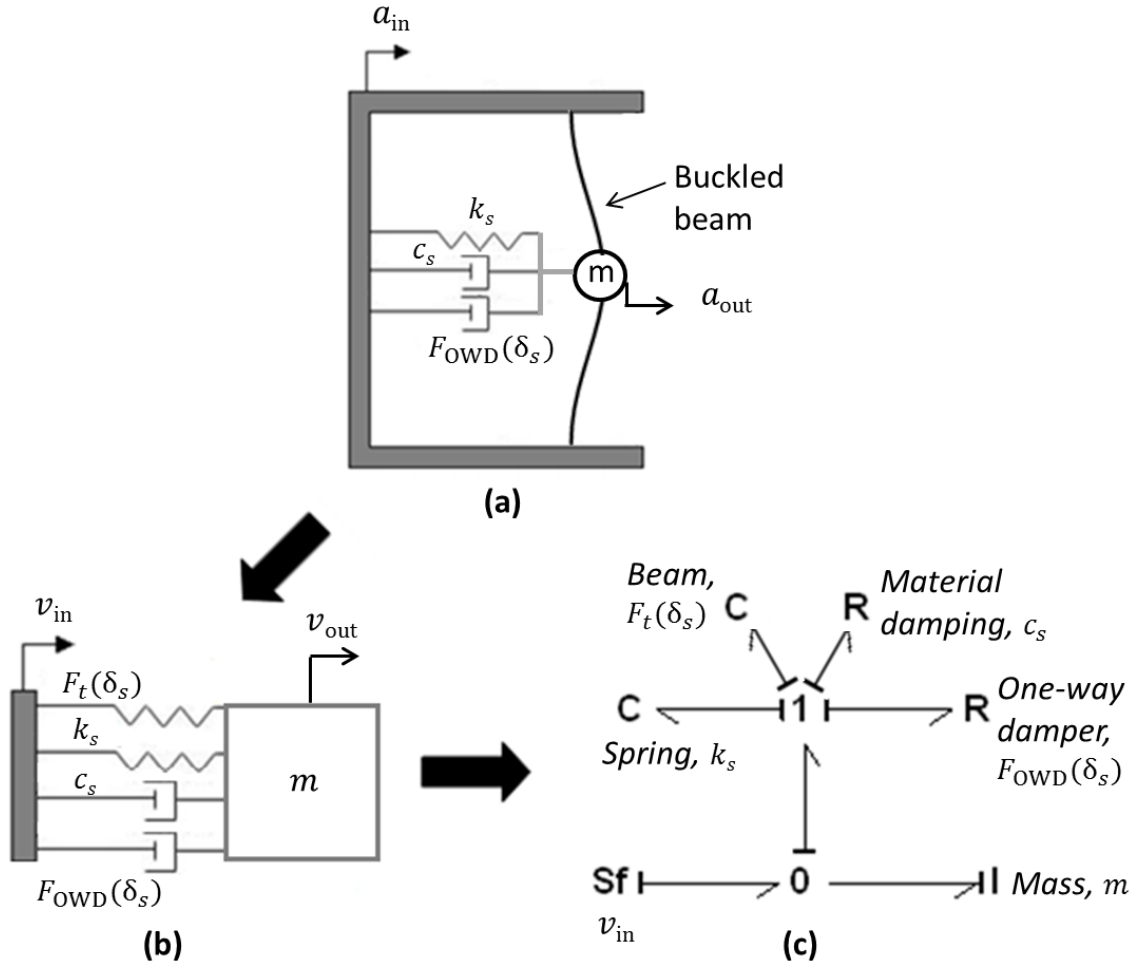 a_in
Buckled
beam
k_s
c_s
m
a_out
F_OWD(δ_s)
(a)
v_in
v_out
F_t(δ_s)
k_s
c_s
m
F_OWD(δ_s)
(b)
Beam,
F_t(δ_s)
C
R
Material
damping, c_s
C
1
R
One-way
damper,
F_OWD(δ_s)
Spring, k_s
Sf
0
I
Mass, m
v_in
(c)